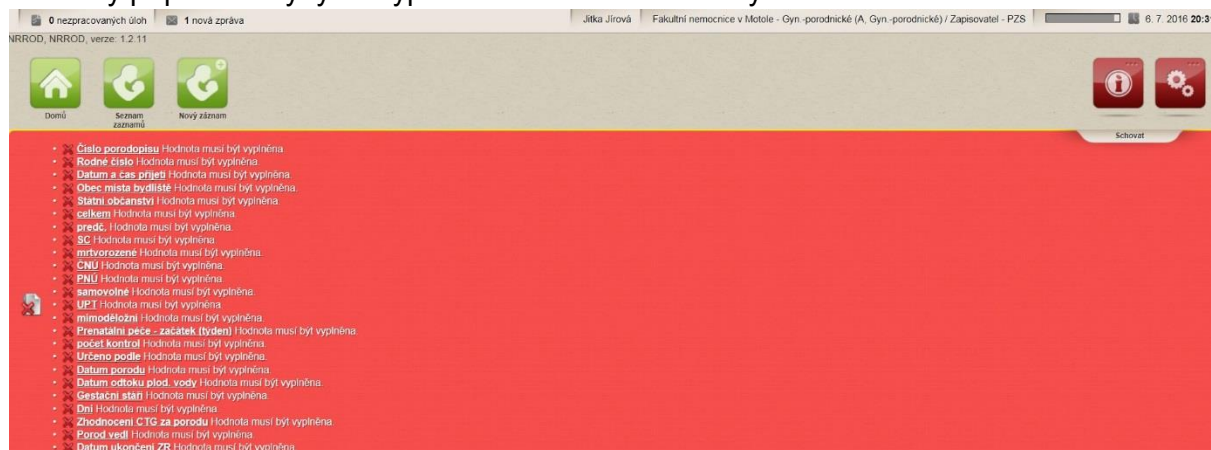 0 nezpracovaných úloh 1 nová zpráva Jitka Jírová Fakultní nemocnice v Motole - Gyn.-porodnické (A, Gyn.-porodnické) / Zapisovatel - PZS 6. 7. 2016 20:3
NRROD, NRROD, verze: 1.2.11
Domů Seznam zaznamů Nový záznam
Schovat
Číslo porodopisu Hodnota musí být vyplněna.
Rodné číslo Hodnota musí být vyplněna.
Datum a čas přijetí Hodnota musí být vyplněna.
Obec místa bydliště Hodnota musí být vyplněna.
Státní občanství Hodnota musí být vyplněna.
celkem Hodnota musí být vyplněna.
předč. Hodnota musí být vyplněna.
SC Hodnota musí být vyplněna.
mrtvorozené Hodnota musí být vyplněna.
ČNÚ Hodnota musí být vyplněna.
PNÚ Hodnota musí být vyplněna.
samovolné Hodnota musí být vyplněna.
UPT Hodnota musí být vyplněna.
mimoděložní Hodnota musí být vyplněna.
Prenatální péče - začátek (týden) Hodnota musí být vyplněna.
počet kontrol Hodnota musí být vyplněna.
Určeno podle Hodnota musí být vyplněna.
Datum porodu Hodnota musí být vyplněna.
Datum odtoku plod. vody Hodnota musí být vyplněna.
Gestační stáří Hodnota musí být vyplněna.
Dní Hodnota musí být vyplněna.
Zhodnocení CTG za porodu Hodnota musí být vyplněna.
Porod vedl Hodnota musí být vyplněna.
Datum ukončení ZR Hodnota musí být vyplněna.